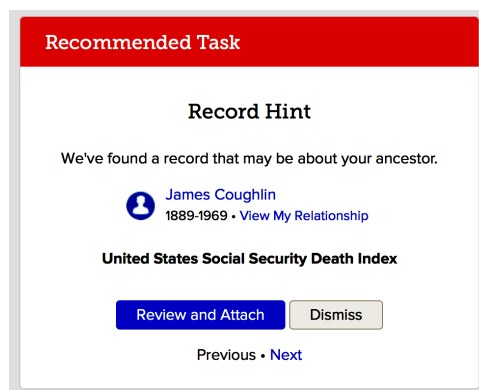 Recommended Task
Record Hint
We've found a record that may be about your ancestor.
James Coughlin
1889-1969 • View My Relationship
United States Social Security Death Index
Review and Attach
Dismiss
Previous • Next